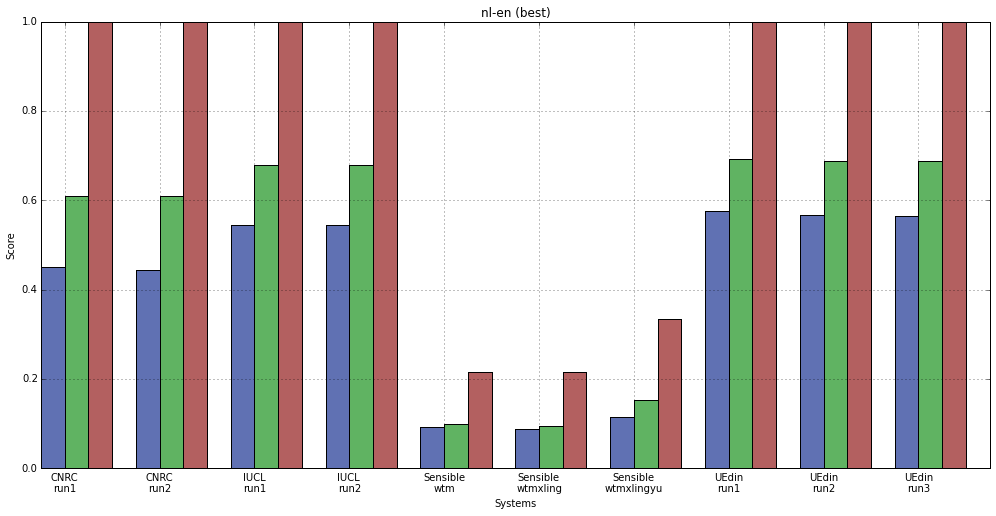 nl-en (best)
1.0
0.8
0.6
0.4
0.2
0.0
Score
CNRC
run1
CNRC
run2
IUCL
run1
IUCL
run2
Sensible
wtm
Sensible
wtmxling
Sensible
wtmxlingyu
UEdin
run1
UEdin
run2
UEdin
run3
Systems